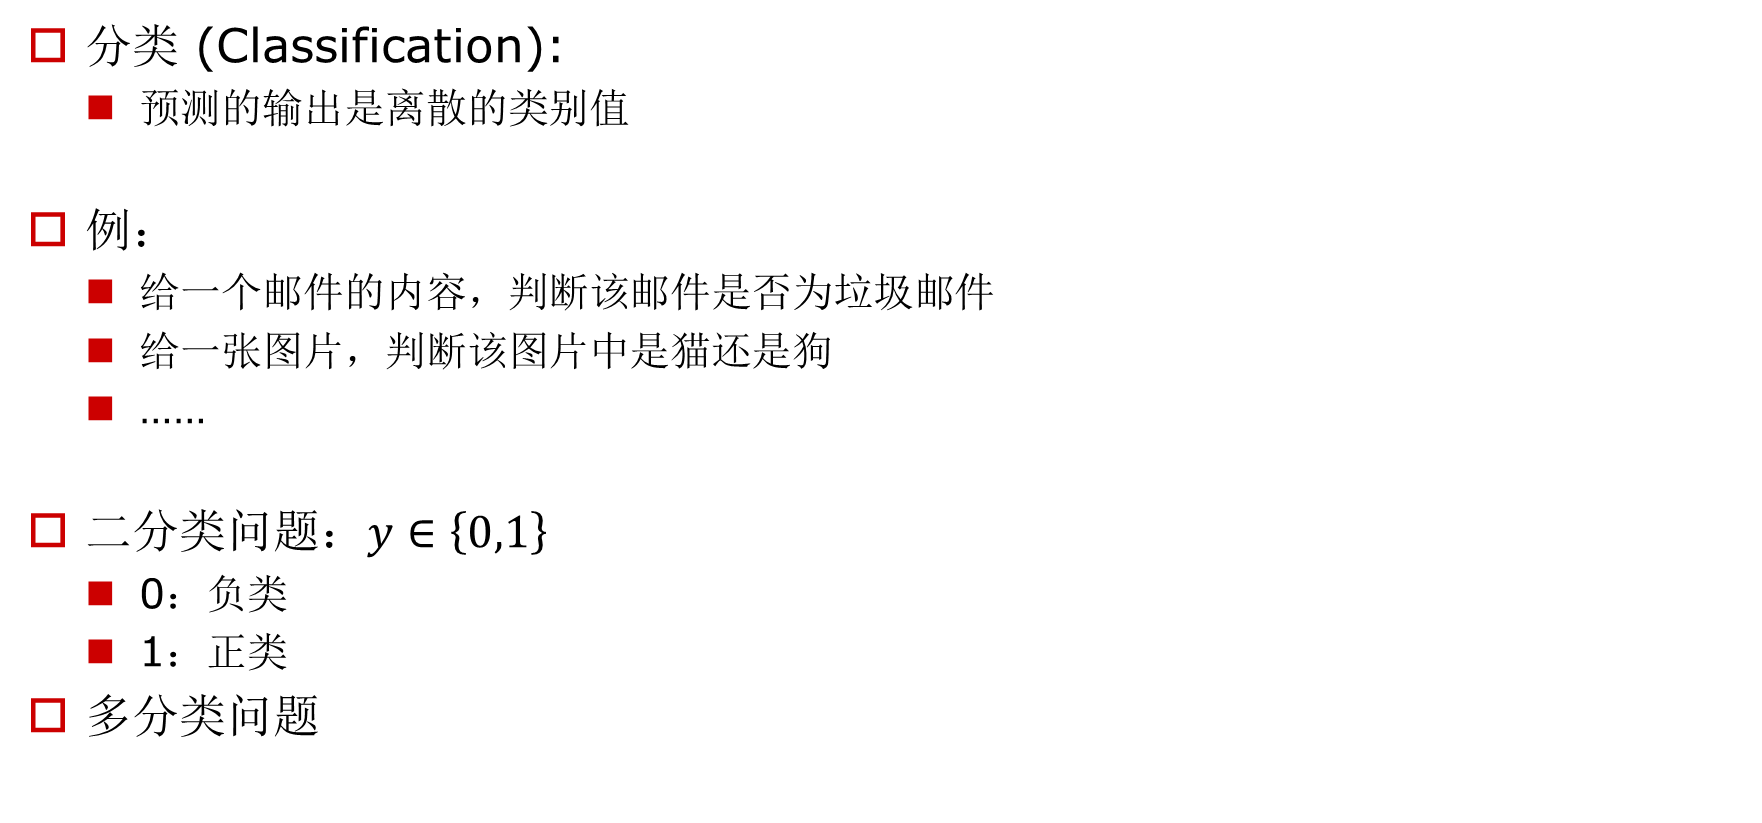 分类 (Classification):
预测的输出是离散的类别值
例：
给一个邮件的内容，判断该邮件是否为垃圾邮件
给一张图片，判断该图片中是猫还是狗
……
二分类问题：y ∈ {0,1}
0：负类
1：正类
多分类问题